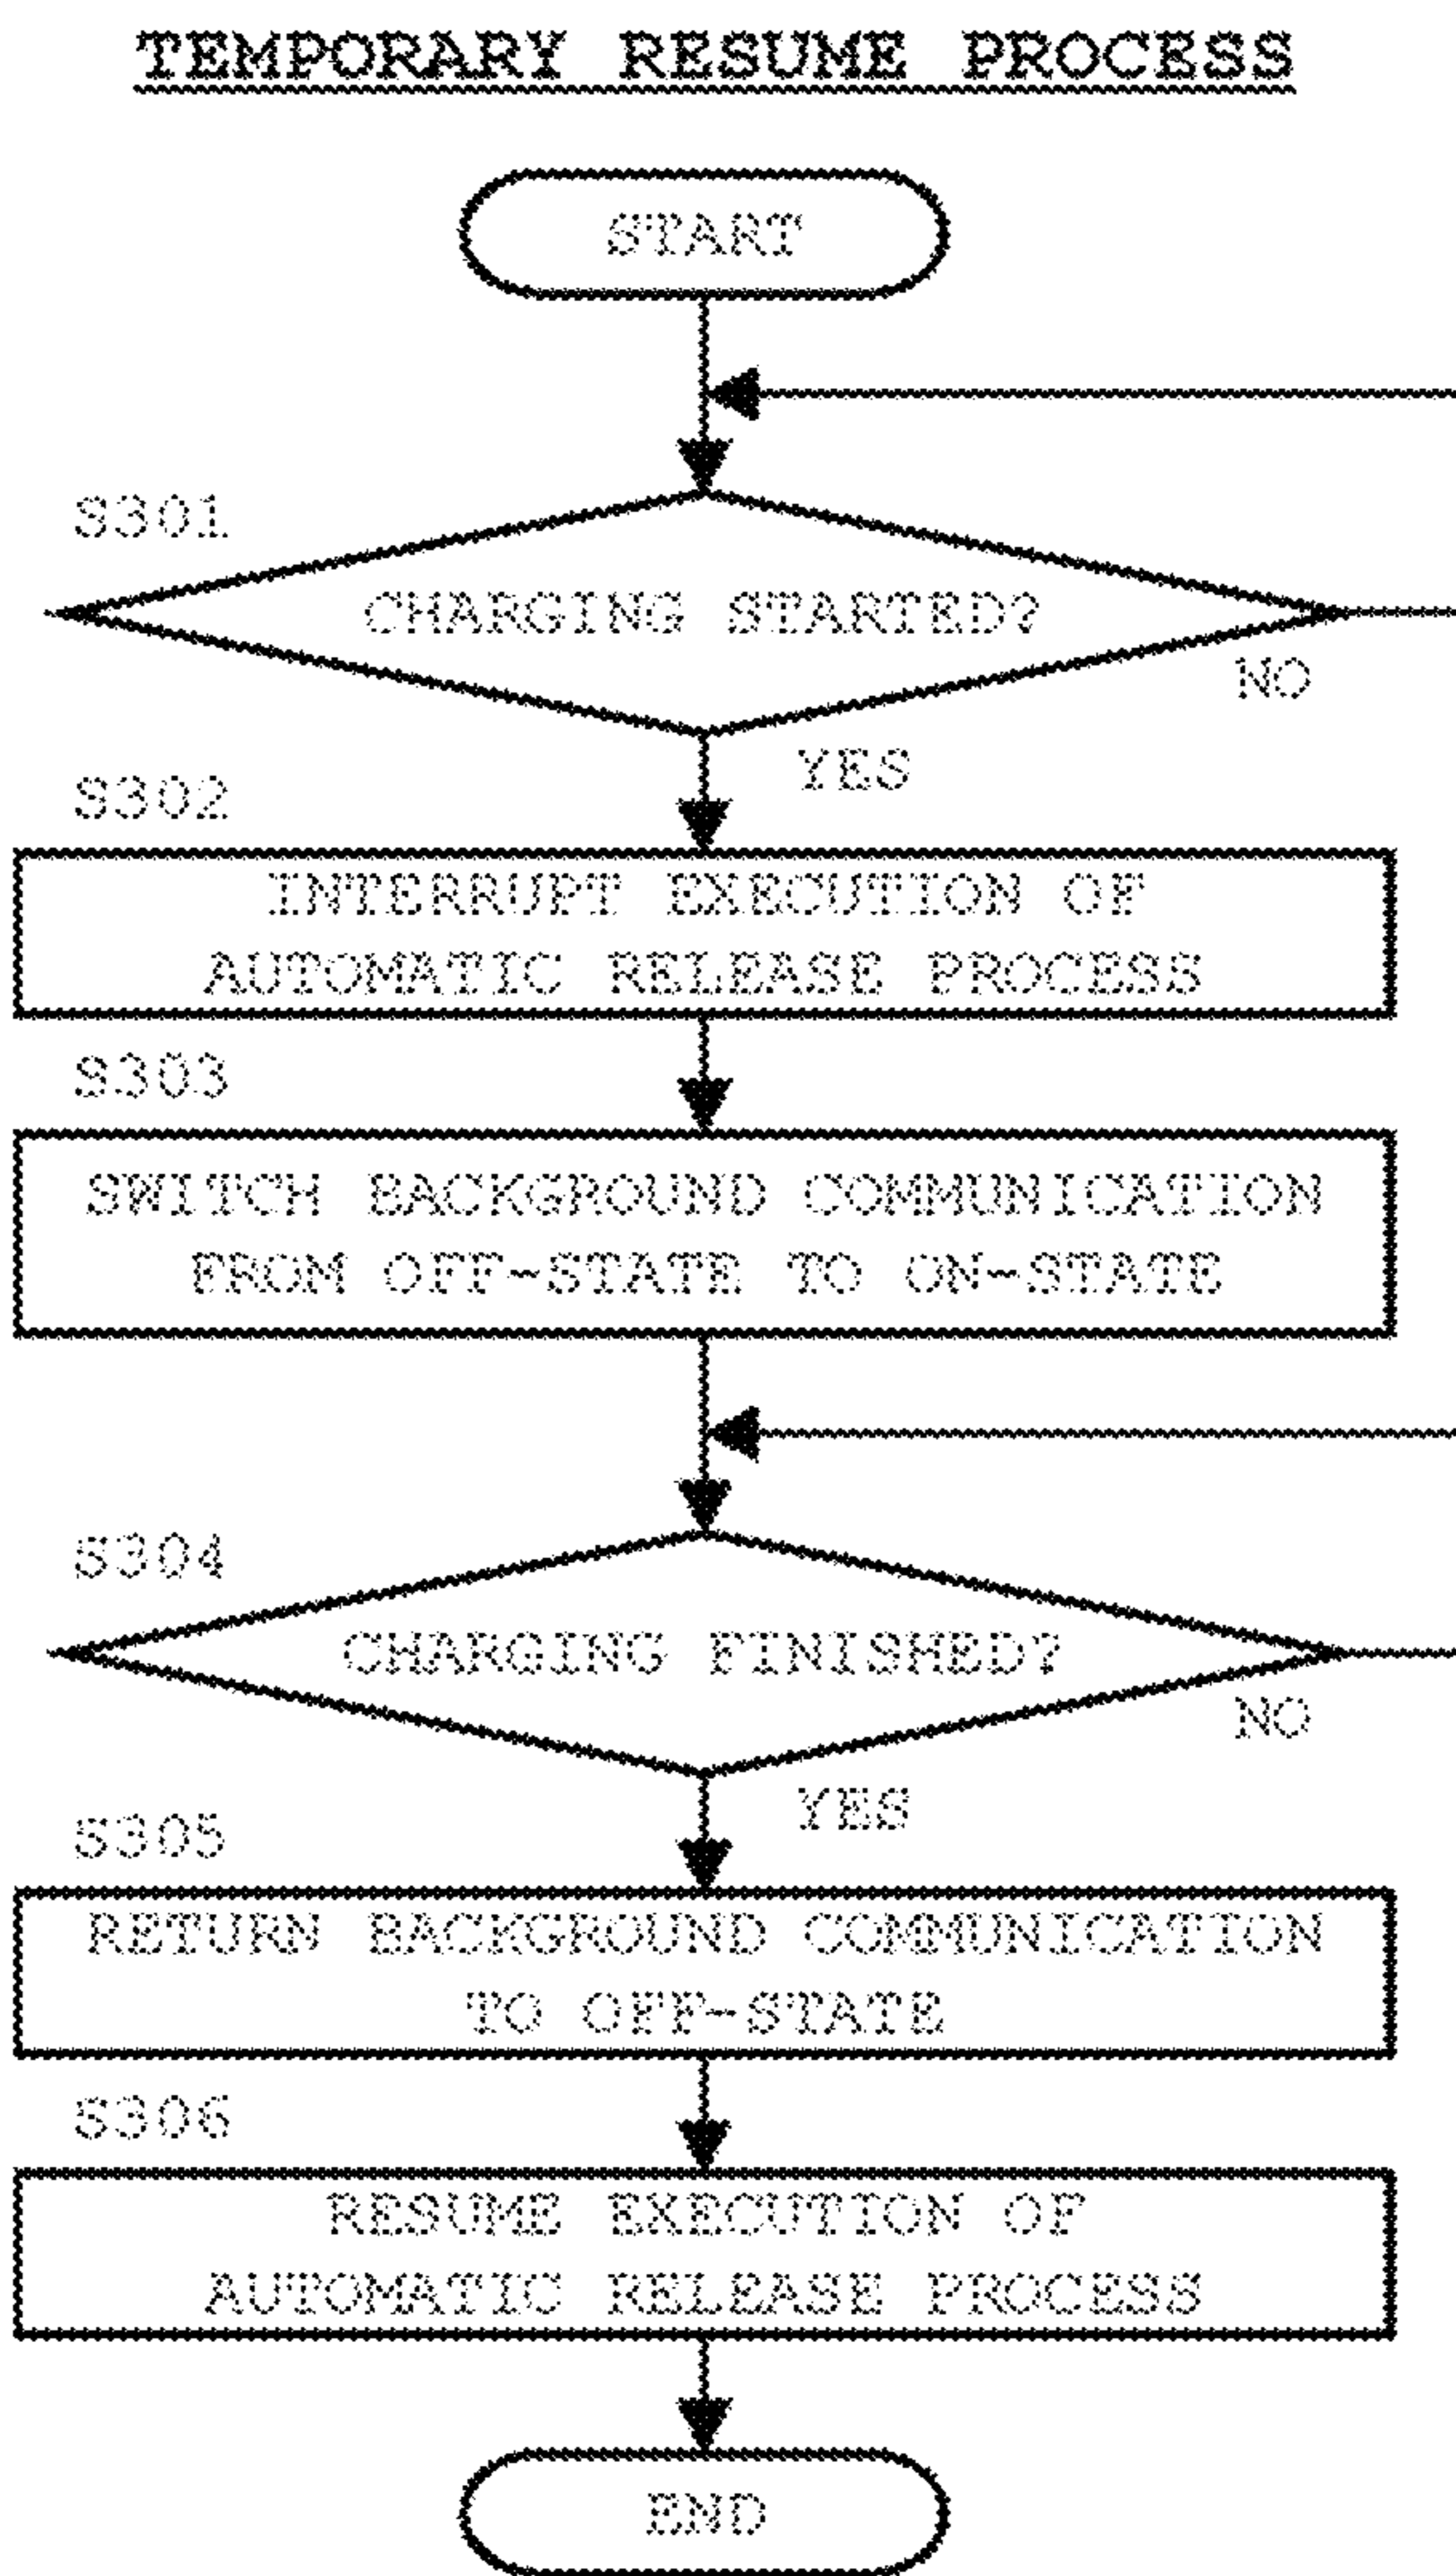 TEMPORARY RESUME PROCESS
START
S301
CHARGING STARTED?
NO
YES
S302
INTERRUPT EXECUTION OF
AUTOMATIC RELEASE PROCESS
S303
SWITCH BACKGROUND COMMUNICATION
FROM OFF-STATE TO ON-STATE
S304
CHARGING FINISHED?
NO
YES
S305
RETURN BACKGROUND COMMUNICATION
TO OFF-STATE
S306
RESUME EXECUTION OF
AUTOMATIC RELEASE PROCESS
END